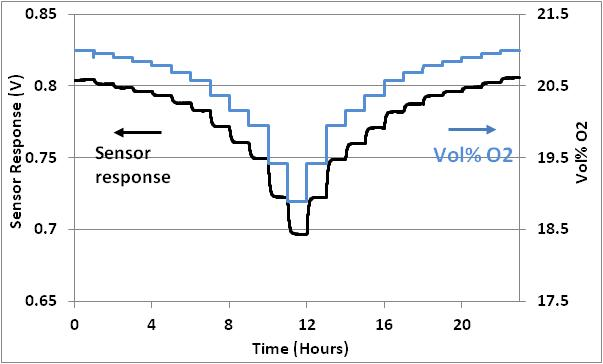 0.85
0.8
0.75
0.7
0.65
Sensor Response (V)
21.5
20.5
19.5
18.5
17.5
Vol% O2
Sensor
response
Vol% O2
0
4
8
12
16
20
Time (Hours)